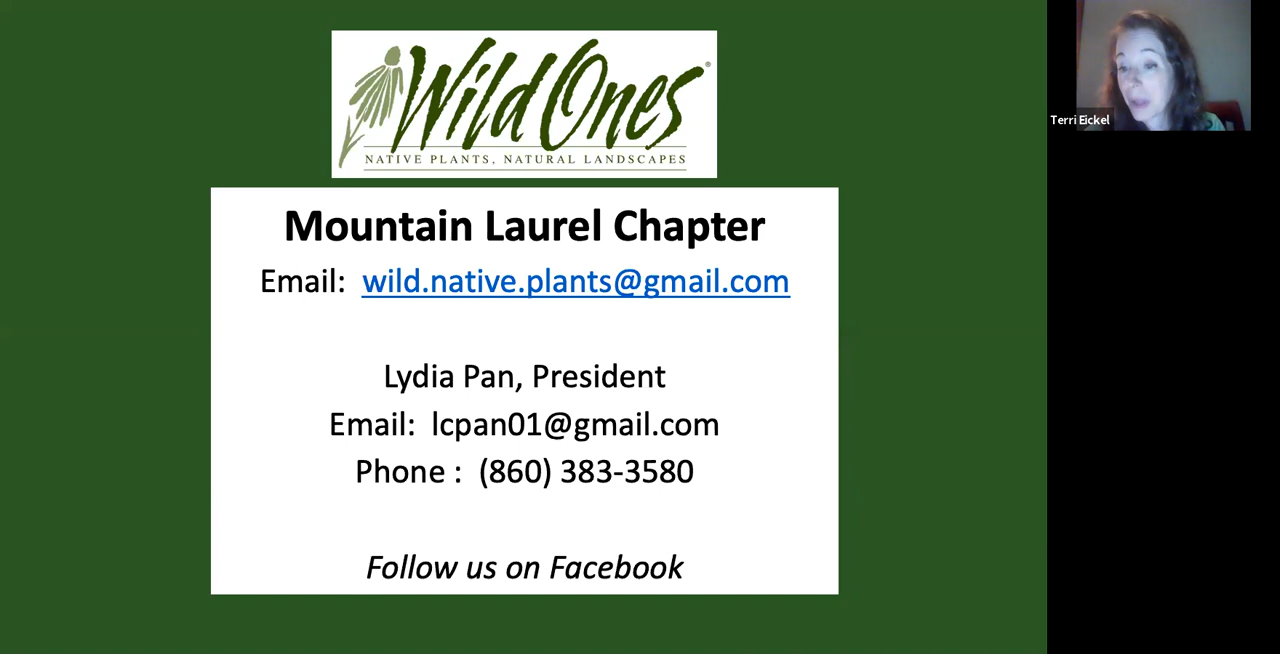 Wild Ones®
NATIVE PLANTS, NATURAL LANDSCAPES
Mountain Laurel Chapter
Email: wild.native.plants@gmail.com
Lydia Pan, President
Email: lcpan01@gmail.com
Phone : (860) 383-3580
Follow us on Facebook
Terri Eickel